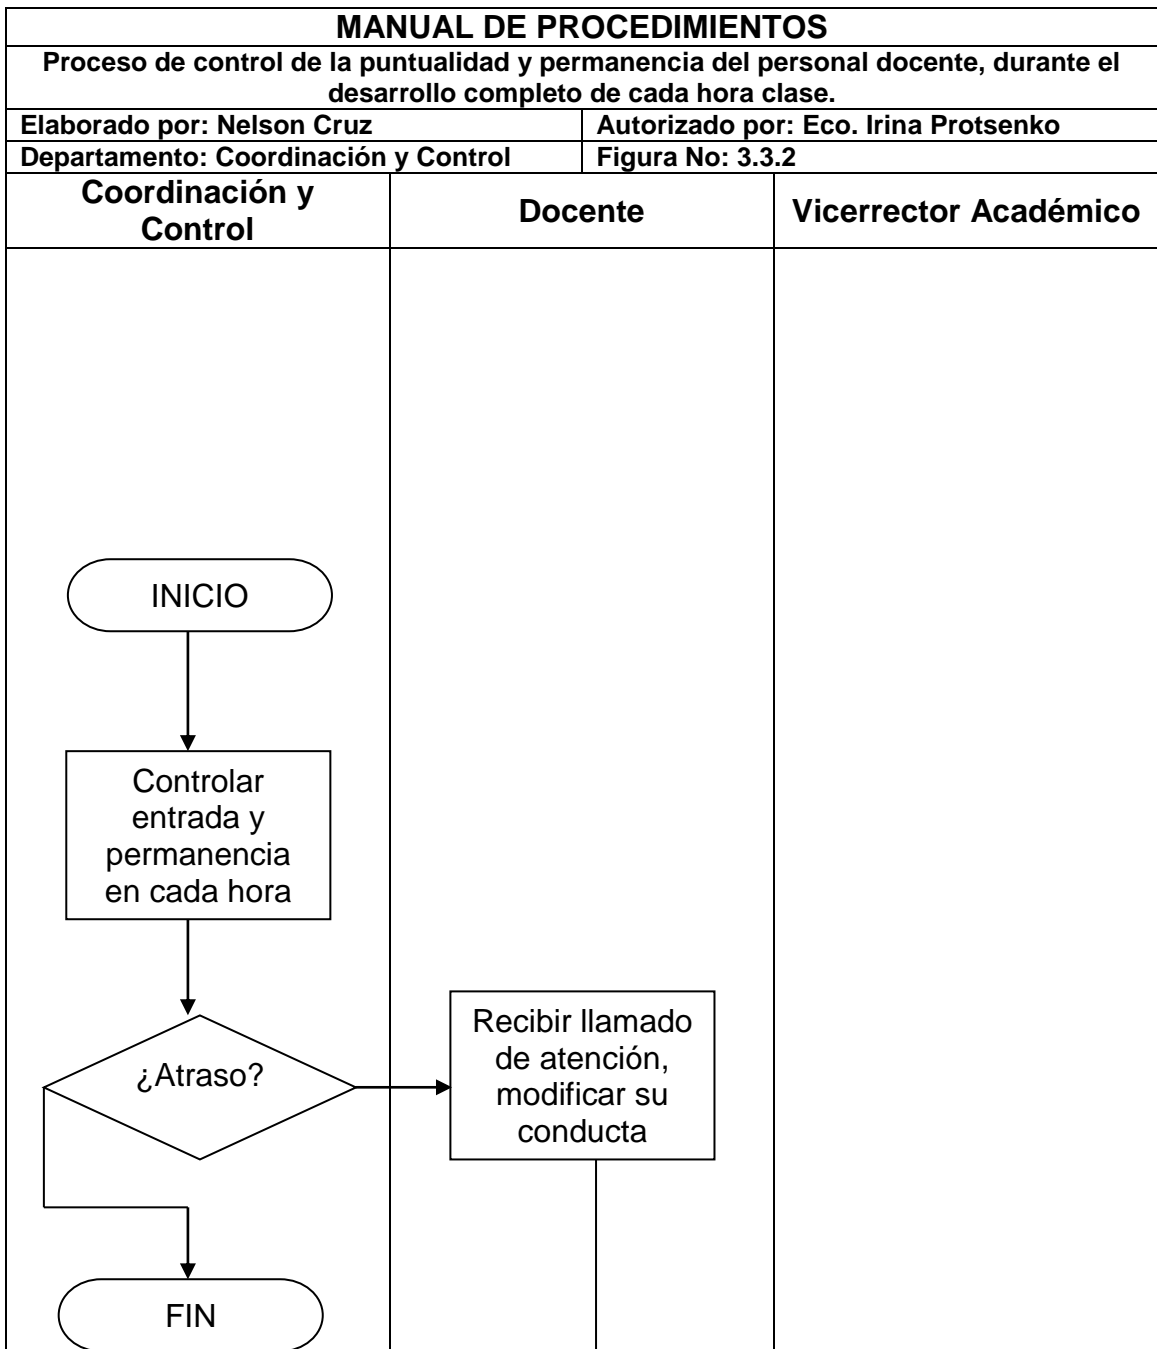 MANUAL DE PROCEDIMIENTOS
Proceso de control de la puntualidad y permanencia del personal docente, durante el
desarrollo completo de cada hora clase.
Elaborado por: Nelson Cruz
Autorizado por: Eco. Irina Protsenko
Departamento: Coordinación y Control
Figura No: 3.3.2
Coordinación y
Control
Docente
Vicerrector Académico
INICIO
Controlar
entrada y
permanencia
en cada hora
¿Atraso?
Recibir llamado
de atención,
modificar su
conducta
FIN